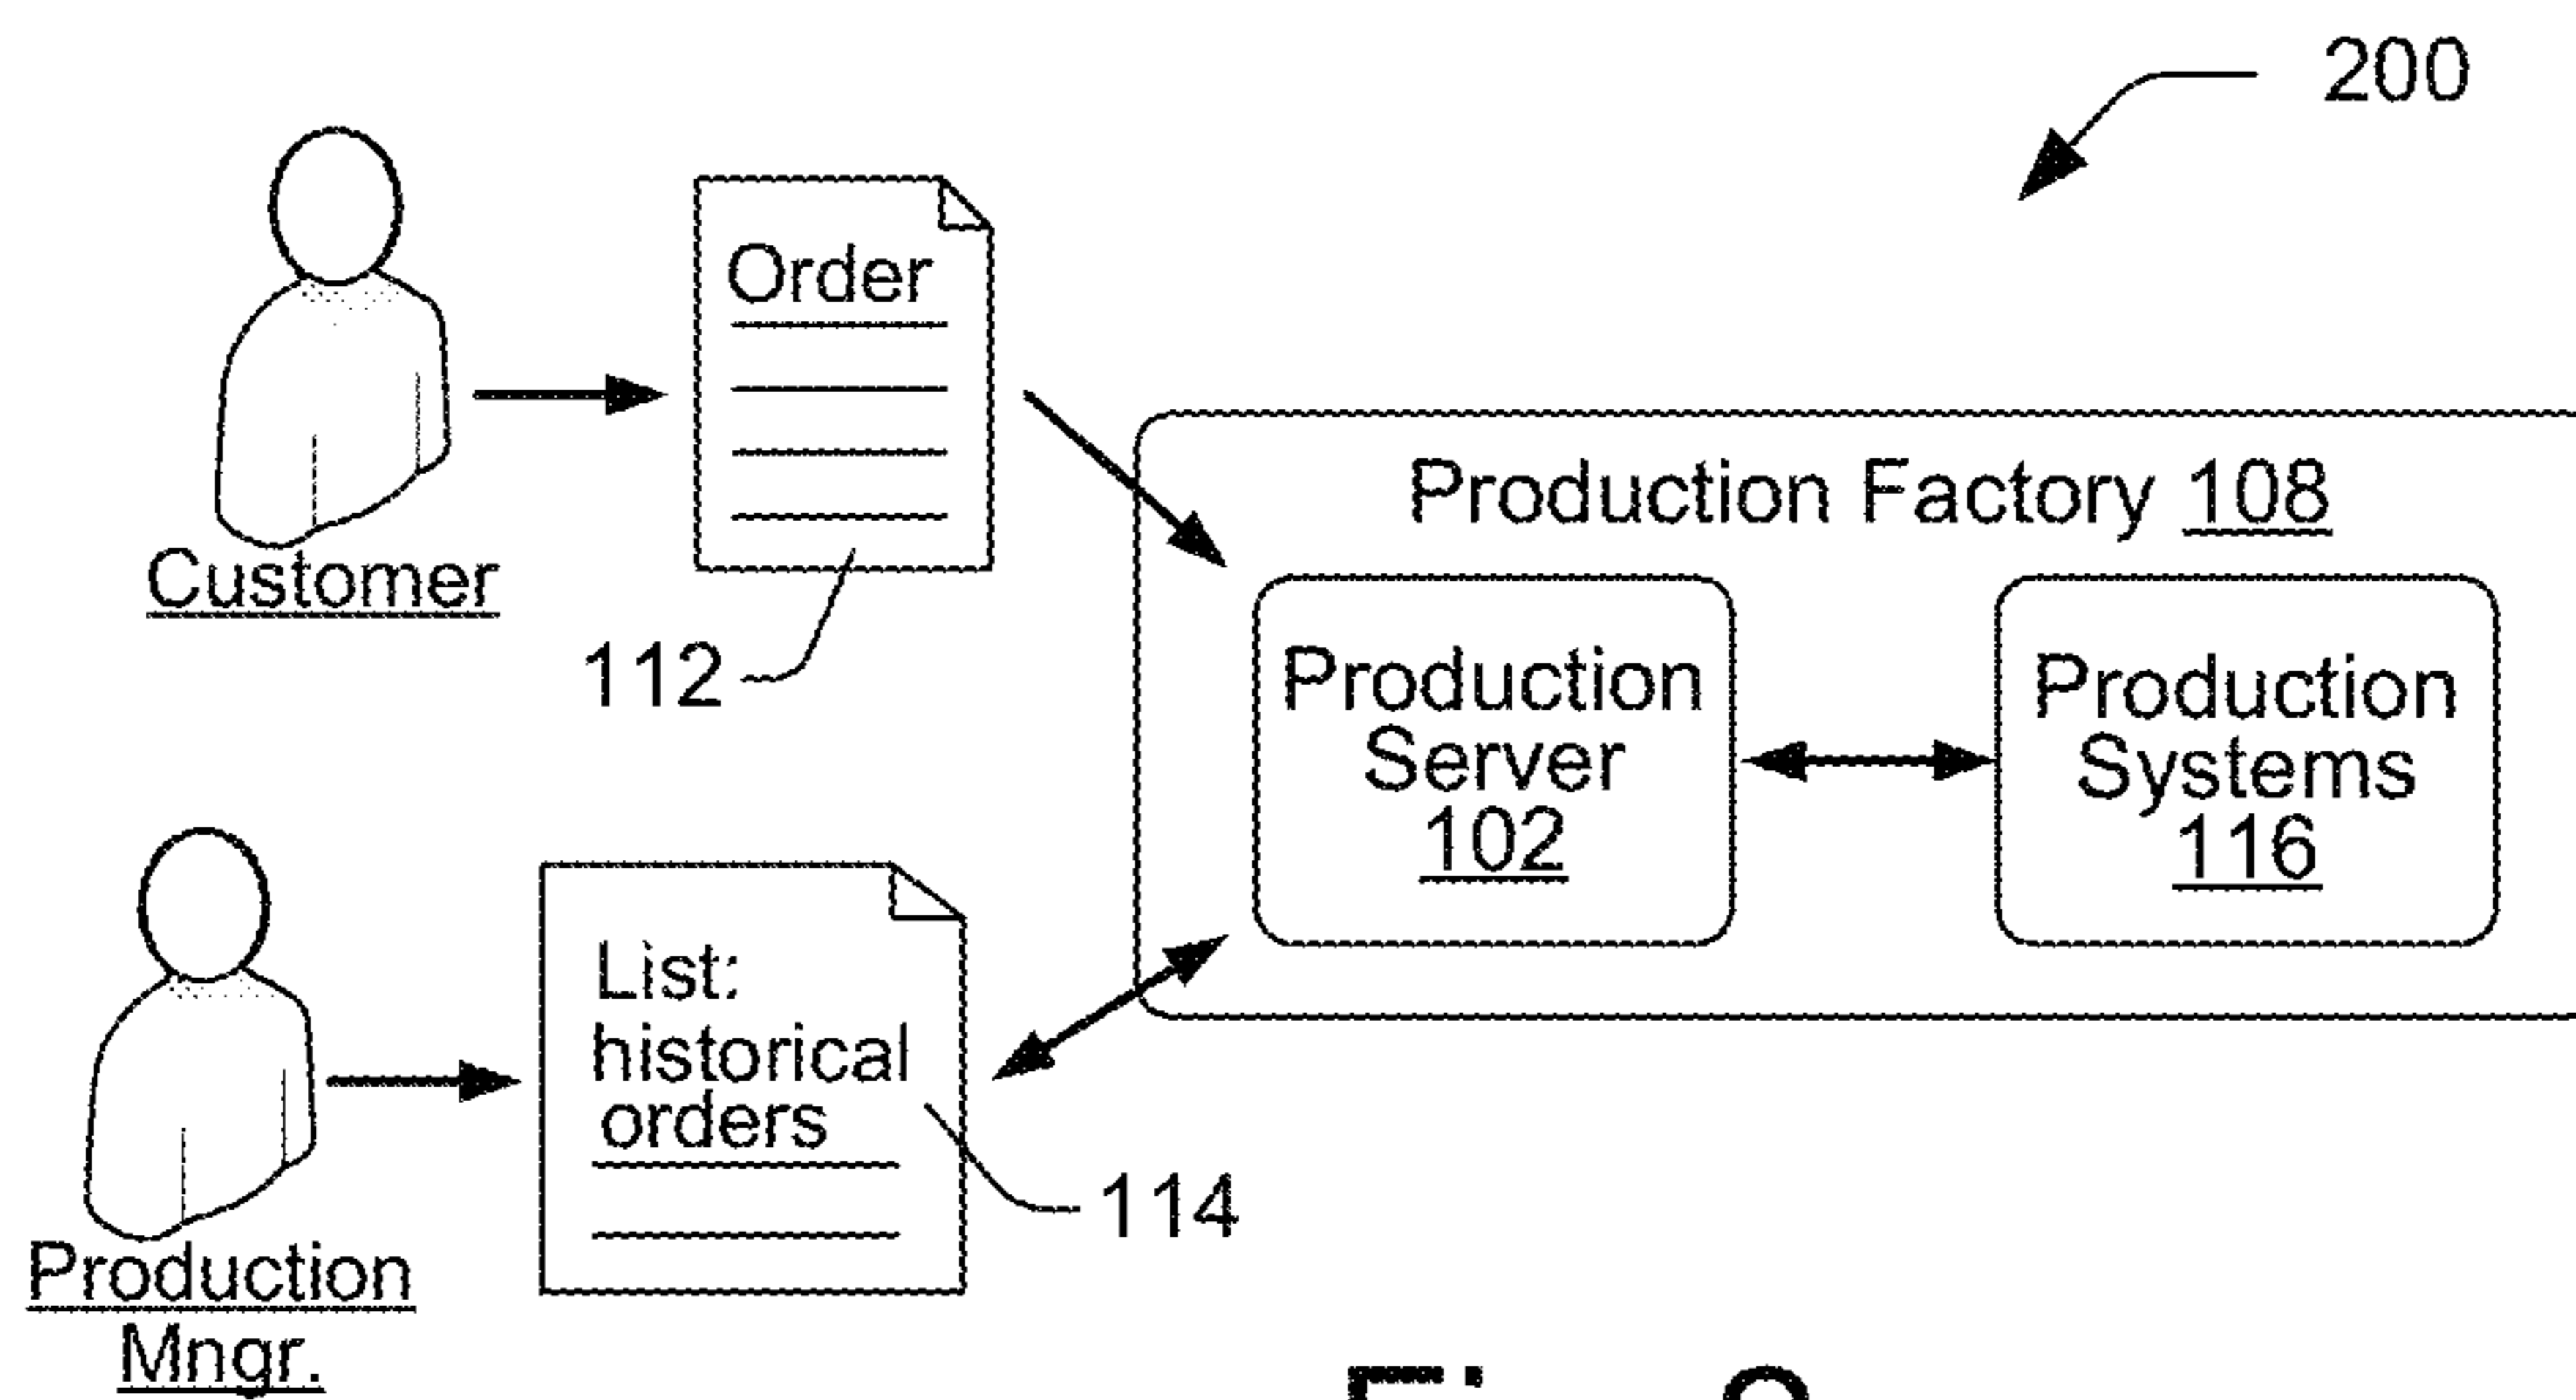 200
Order
Customer
112
Production Factory 108
Production
Server
102
Production
Systems
116
List:
historical
orders
114
Production
Mngr.